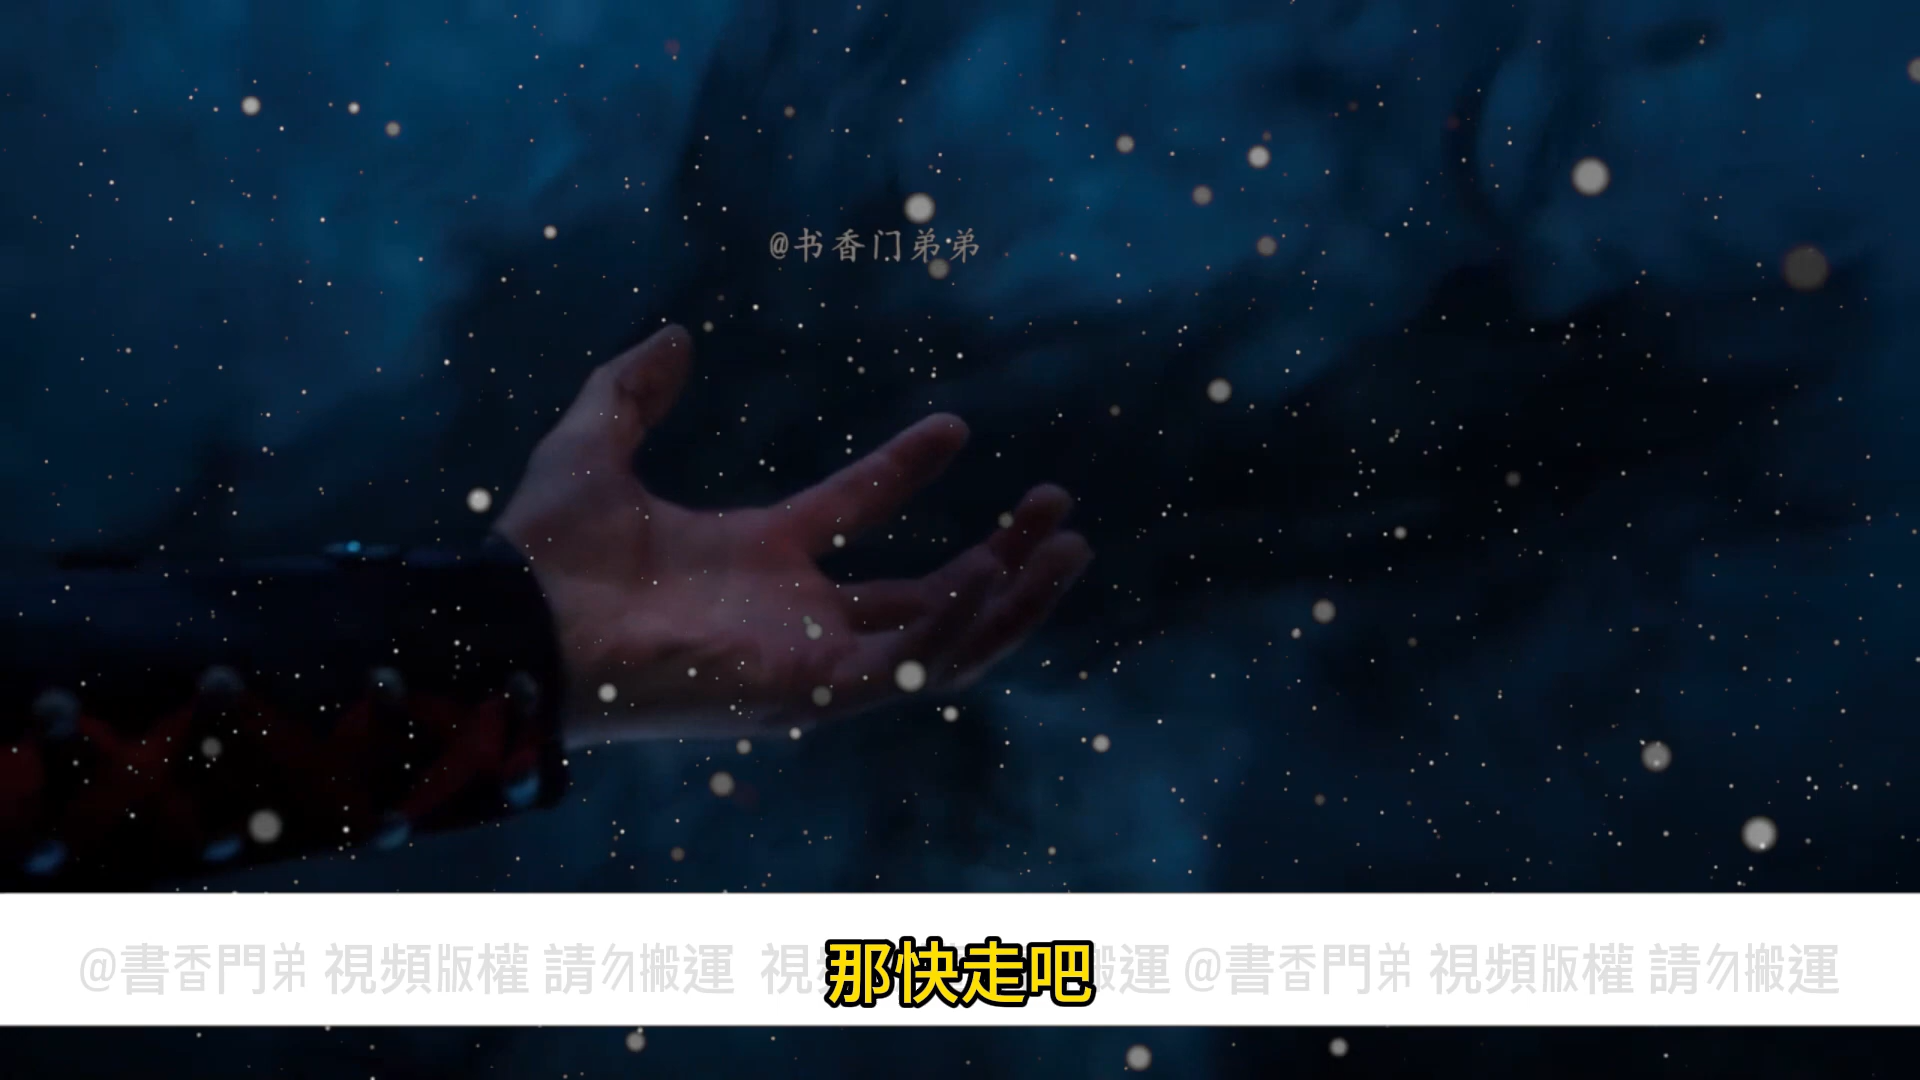 @书香门弟弟
@書香門弟 視頻版權 請勿搬運 視
那快走吧
搬運 @書香門弟 視頻版權 請勿搬運